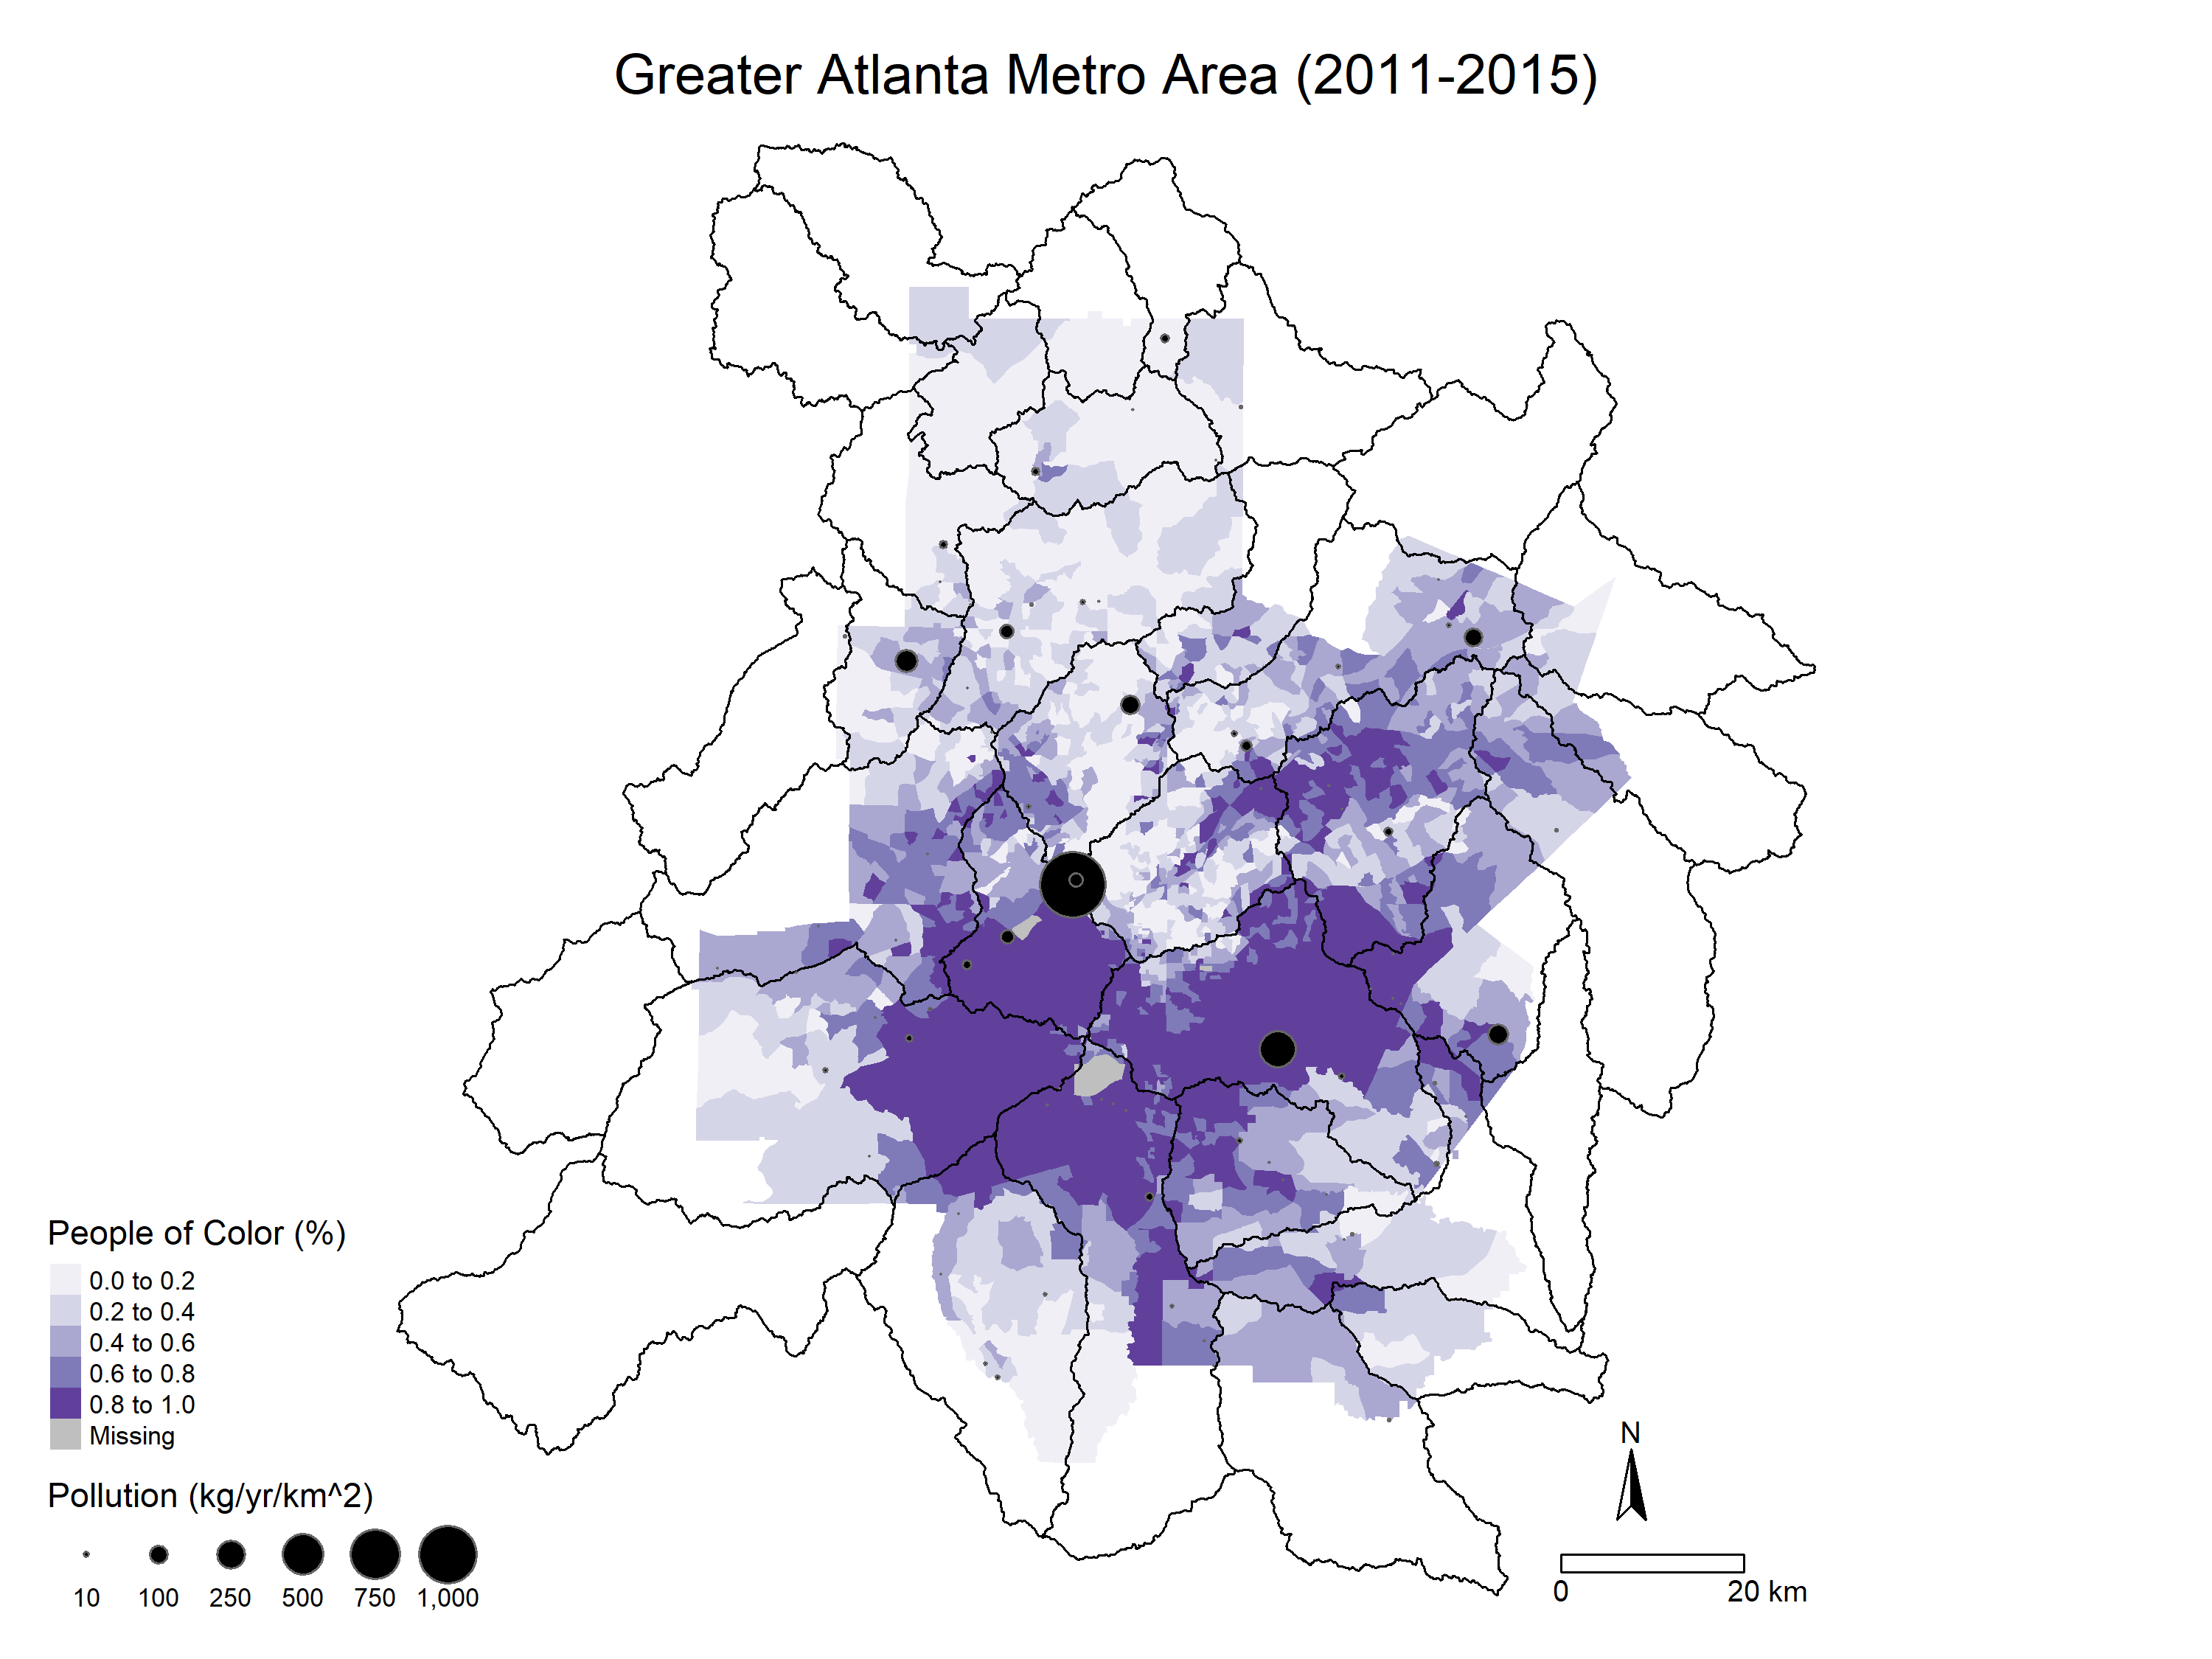 Greater Atlanta Metro Area (2011-2015)
People of Color (%)
0.0 to 0.2
0.2 to 0.4
0.4 to 0.6
0.6 to 0.8
0.8 to 1.0
Missing
Pollution (kg/yr/km^2)
10 100 250 500 750 1,000
N
0 20 km